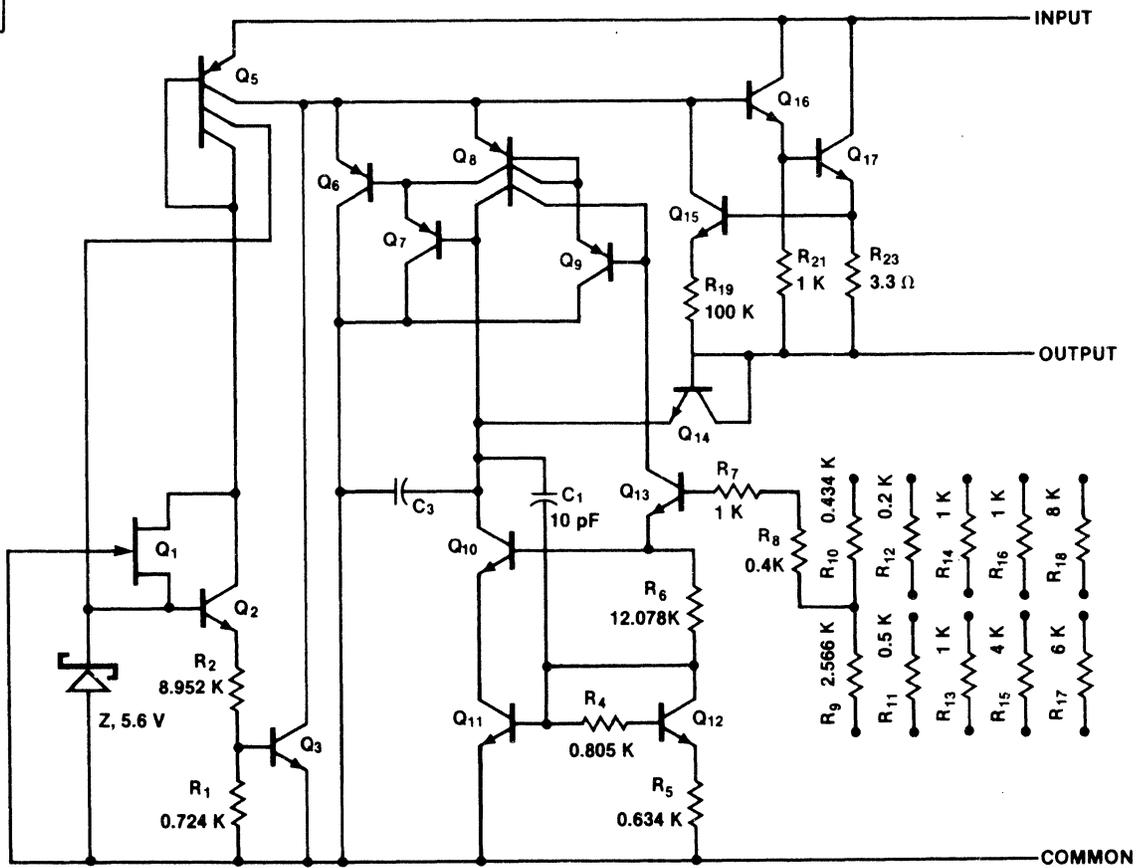 INPUT
Q5
Q16
Q8
Q17
Q6
Q15
Q7
Q9
R21
1 K
R23
3.3 Ω
R19
100 K
OUTPUT
Q14
Q13
R7
1 K
C3
C1
10 pF
R8
0.4K
R10 0.434 K
R12 0.2 K
R14 1 K
R16 1 K
R18 8 K
Q1
Q10
Q2
R6
12.078K
R2
8.952 K
R9 2.566 K
R11 0.5 K
R13 1 K
R15 4 K
R17 6 K
Z, 5.6 V
Q11
R4
0.805 K
Q12
Q3
R1
0.724 K
R5
0.634 K
COMMON